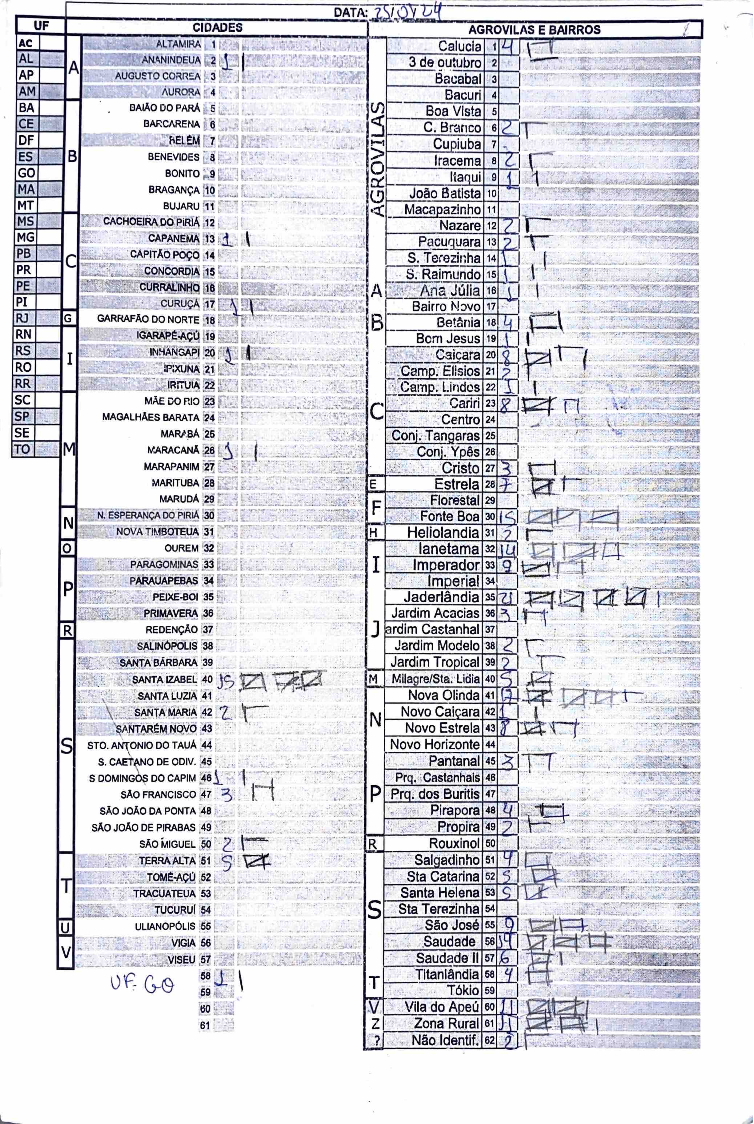 DATA: 25/04/24
UF CIDADES AGROVILAS E BAIRROS
AC
AL
AP
AM
BA
CE
DF
ES
GO
MA
MT
MS
MG
PB
PR
PE
PI
RJ
RN
RS
RO
RR
SC
SP
SE
TO
A
ALTAMIRA 1
ANANINDEUA 2 1
AUGUSTO CORREA 3
AURORA 4
B
BAIÃO DO PARÁ 5
BARCARENA 6
BELÉM 7
BENEVIDES 8
BONITO 9
BRAGANÇA 10
BUJARU 11
C
CACHOEIRA DO PIRIÁ 12
CAPANEMA 13 1
CAPITÃO POÇO 14
CONCORDIA 15
CURRALINHO 16
CURUÇA 17 1
G
GARRAFÃO DO NORTE 18
I
IGARAPÉ-AÇÚ 19
INHANGAPI 20 1
IPIXUNA 21
IRITUIA 22
M
MÃE DO RIO 23
MAGALHÃES BARATA 24
MARABÁ 25
MARACANÃ 26 1
MARAPANIM 27
MARITUBA 28
MARUDÁ 29
N
N. ESPERANÇA DO PIRIÁ 30
NOVA TIMBOTEUA 31
O
OUREM 32
P
PARAGOMINAS 33
PARAUAPEBAS 34
PEIXE-BOI 35
PRIMAVERA 36
R
REDENÇÃO 37
S
SALINÓPOLIS 38
SANTA BÁRBARA 39
SANTA IZABEL 40 15
SANTA LUZIA 41
SANTA MARIA 42 2
SANTARÉM NOVO 43
STO. ANTONIO DO TAUÁ 44
S. CAETANO DE ODIV. 45
S DOMINGOS DO CAPIM 46 1
SÃO FRANCISCO 47 3
SÃO JOÃO DA PONTA 48
SÃO JOÃO DE PIRABAS 49
SÃO MIGUEL 50 2
T
TERRA ALTA 51 5
TOMÉ-AÇÚ 52
TRACUATEUA 53
TUCURUÍ 54
U
ULIANOPÓLIS 55
V
VIGIA 56
VISEU 57
UF. GO 58 1
59
60
61
AGROVILAS
Calucia 1 4
3 de outubro 2
Bacabal 3
Bacuri 4
Boa Vista 5
C. Branco 6 2
Cupiuba 7
Iracema 8 2
Itaqui 9 1
João Batista 10
Macapazinho 11
Nazare 12 2
Pacuquara 13 2
S. Terezinha 14 1
S. Raimundo 15 1
A
Ana Júlia 16 1
B
Bairro Novo 17
Betânia 18 4
Bom Jesus 19 1
C
Caiçara 20 8
Camp. Elísios 21 2
Camp. Lindos 22 1
Cariri 23 8
Centro 24
Conj. Tangaras 25
Conj. Ypês 26
Cristo 27 3
E
Estrela 28 7
F
Florestal 29
Fonte Boa 30 15
H
Heliolandia 31 2
I
Ianetama 32 14
Imperador 33 9
Imperial 34
J
Jaderlândia 35 21
Jardim Acacias 36 3
Jardim Castanhal 37
Jardim Modelo 38 2
Jardim Tropical 39 2
M
Milagre/Sta. Lidia 40 5
N
Nova Olinda 41 17
Novo Caiçara 42 1
Novo Estrela 43 8
Novo Horizonte 44
P
Pantanal 45 3
Prq. Castanhais 46
Prq. dos Buritis 47
Pirapora 48 4
Propira 49 2
R
Rouxinol 50
S
Salgadinho 51 4
Sta Catarina 52 5
Santa Helena 53 5
Sta Terezinha 54
São José 55 9
Saudade 56 14
Saudade II 57 6
T
Titanlândia 58 4
Tókio 59
V
Vila do Apeú 60 11
Z
Zona Rural 61 11
?
Não Identif. 62 2